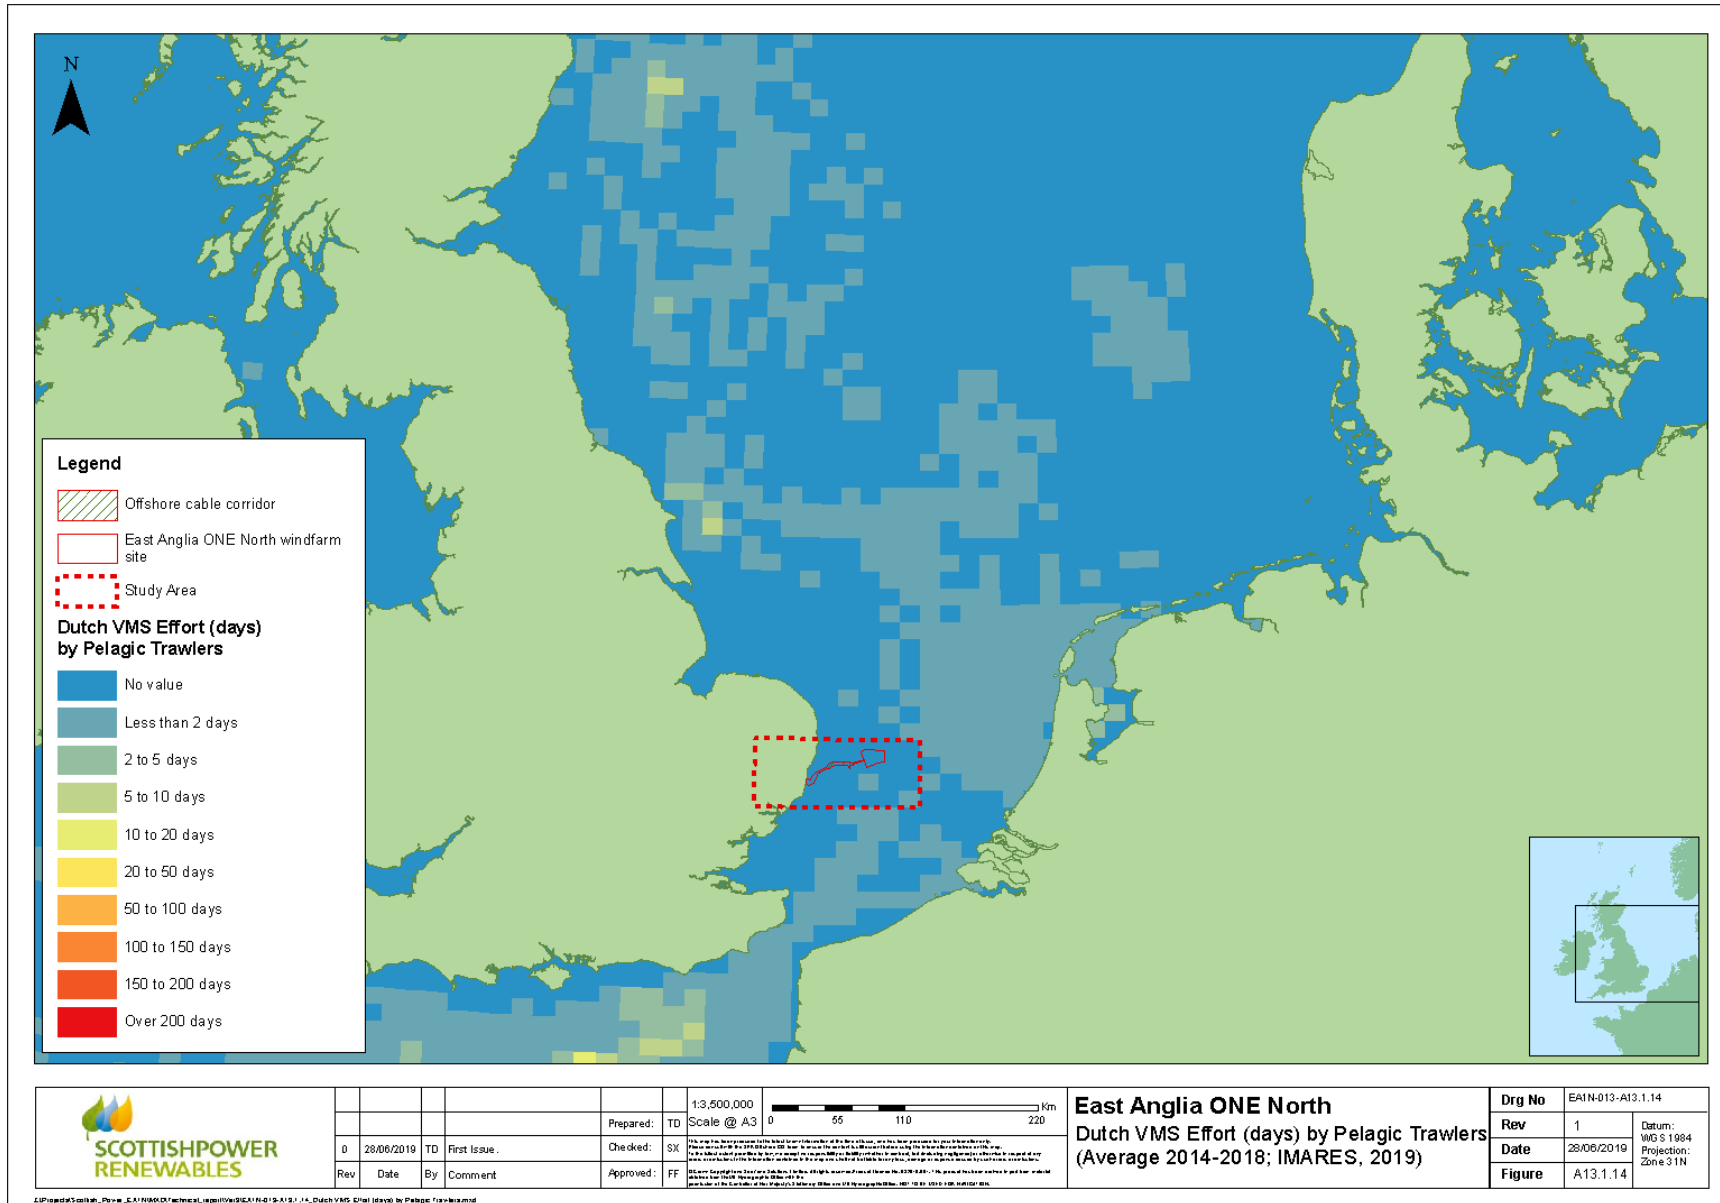 N
Legend
Offshore cable corridor
East Anglia ONE North windfarm
site
Study Area
Dutch VMS Effort (days)
by Pelagic Trawlers
No value
Less than 2 days
2 to 5 days
5 to 10 days
10 to 20 days
20 to 50 days
50 to 100 days
100 to 150 days
150 to 200 days
Over 200 days
SCOTTISHPOWER
RENEWABLES
0 28/06/2019 TD First Issue.
Rev Date By Comment
Prepared: TD
Checked: SX
Approved: FF
1:3,500,000
Scale @ A3
0 55 110 220 Km
East Anglia ONE North
Dutch VMS Effort (days) by Pelagic Trawlers
(Average 2014-2018; IMARES, 2019)
Drg No EA1N-013-A13.1.14
Rev 1
Date 28/06/2019
Figure A13.1.14
Datum:
WGS 1984
Projection:
Zone 31N